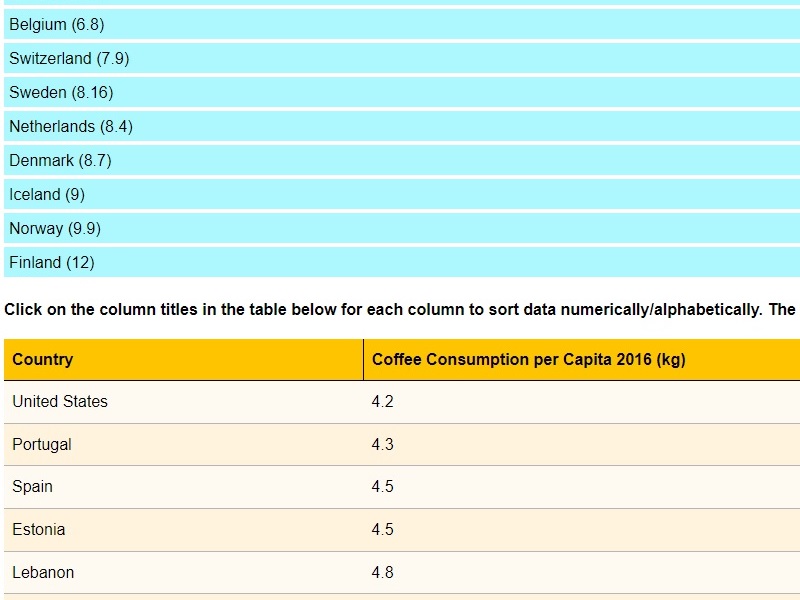 Belgium (6.8)
Switzerland (7.9)
Sweden (8.16)
Netherlands (8.4)
Denmark (8.7)
Iceland (9)
Norway (9.9)
Finland (12)
Click on the column titles in the table below for each column to sort data numerically/alphabetically. The
Country Coffee Consumption per Capita 2016 (kg)
United States 4.2
Portugal 4.3
Spain 4.5
Estonia 4.5
Lebanon 4.8